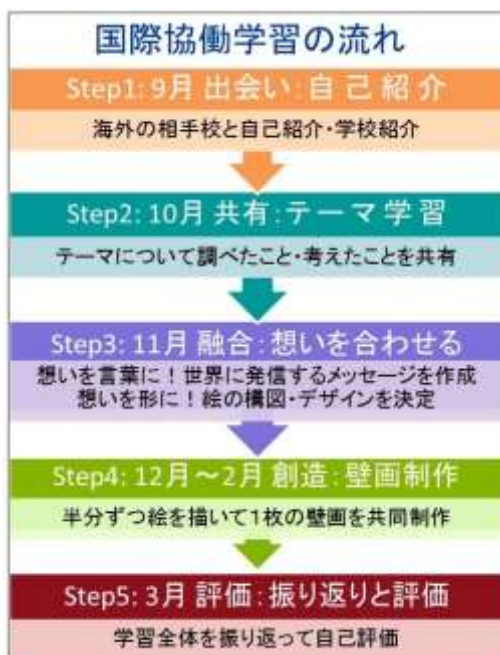 国際協働学習の流れ
Step1: 9月 出会い：自己紹介
海外の相手校と自己紹介・学校紹介
Step2: 10月 共有：テーマ学習
テーマについて調べたこと・考えたことを共有
Step3: 11月 融合：想いを合わせる
想いを言葉に！世界に発信するメッセージを作成
想いを形に！絵の構図・デザインを決定
Step4: 12月～2月 創造：壁画制作
半分ずつ絵を描いて1枚の壁画を共同制作
Step5: 3月 評価：振り返りと評価
学習全体を振り返って自己評価